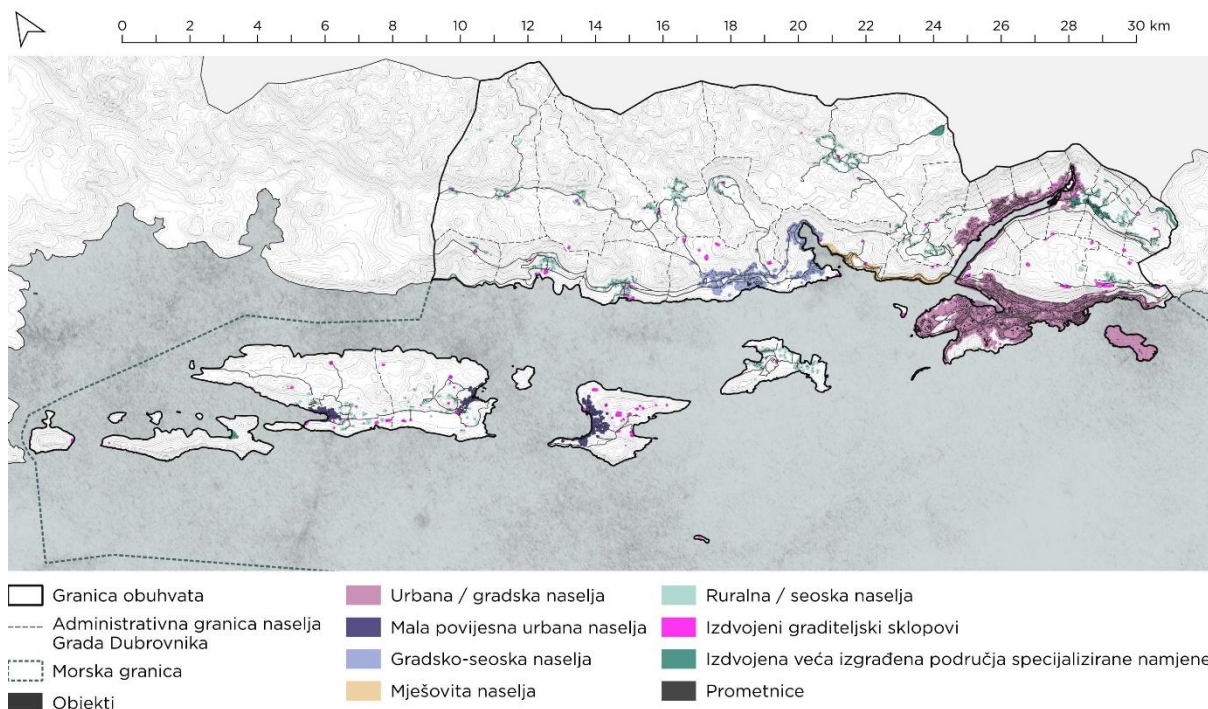 0 2 4 6 8 10 12 14 16 18 20 22 24 26 28 30 km
Granica obuhvata
Administrativna granica naselja
Grada Dubrovnika
Morska granica
Objekti
Urbana / gradska naselja
Mala povijesna urbana naselja
Gradsko-seoska naselja
Mješovita naselja
Ruralna / seoska naselja
Izdvojeni graditeljski sklopovi
Izdvojena veća izgrađena područja specijalizirane namjene
Prometnice